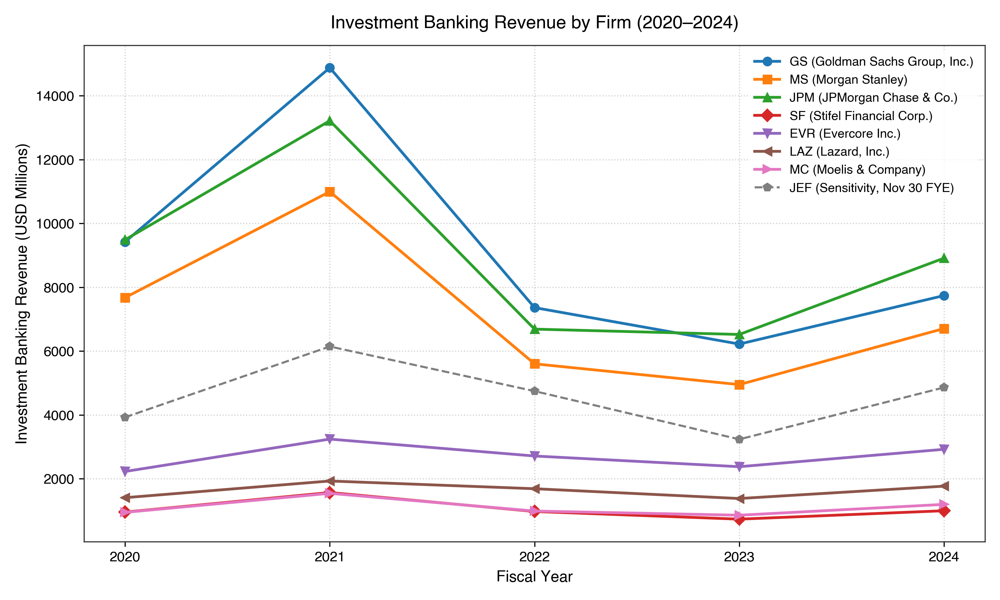 Investment Banking Revenue by Firm (2020–2024)
Investment Banking Revenue (USD Millions)
14000
12000
10000
8000
6000
4000
2000
GS (Goldman Sachs Group, Inc.)
MS (Morgan Stanley)
JPM (JPMorgan Chase & Co.)
SF (Stifel Financial Corp.)
EVR (Evercore Inc.)
LAZ (Lazard, Inc.)
MC (Moelis & Company)
JEF (Sensitivity, Nov 30 FYE)
2020 2021 2022 2023 2024
Fiscal Year